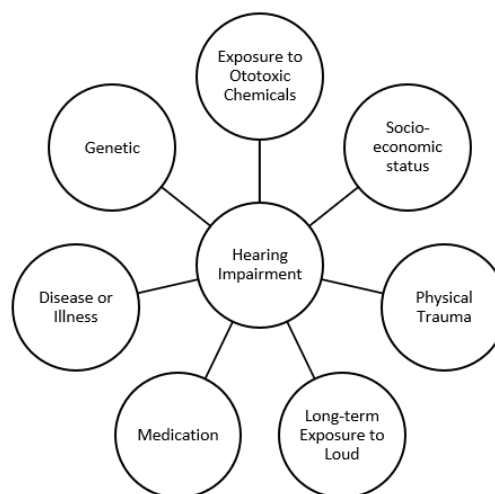 Exposure to
Ototoxic
Chemicals
Socio-
economic
status
Physical
Trauma
Long-term
Exposure to
Loud
Medication
Disease or
Illness
Genetic
Hearing
Impairment